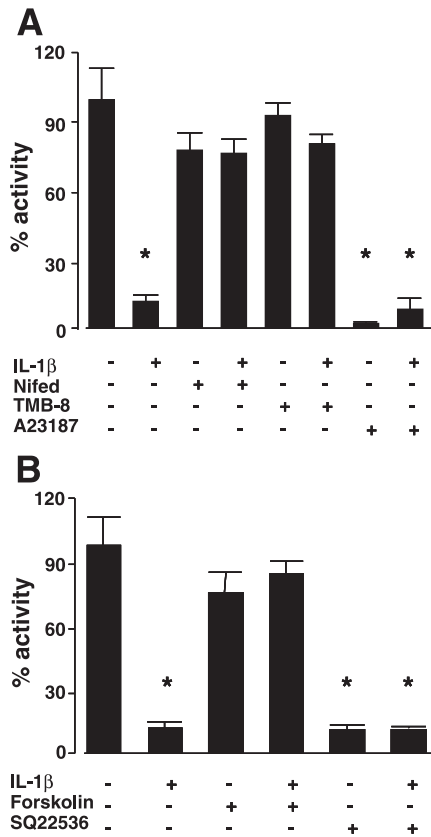 A
120
90
60
30
0
% activity
* * *
IL-1β - + - + - + - +
Nifed - - + + - - - -
TMB-8 - - - - + + - -
A23187 - - - - - - + +
B
120
90
60
30
0
% activity
* * *
IL-1β - + - + - +
Forskolin - - + + - -
SQ22536 - - - - + +